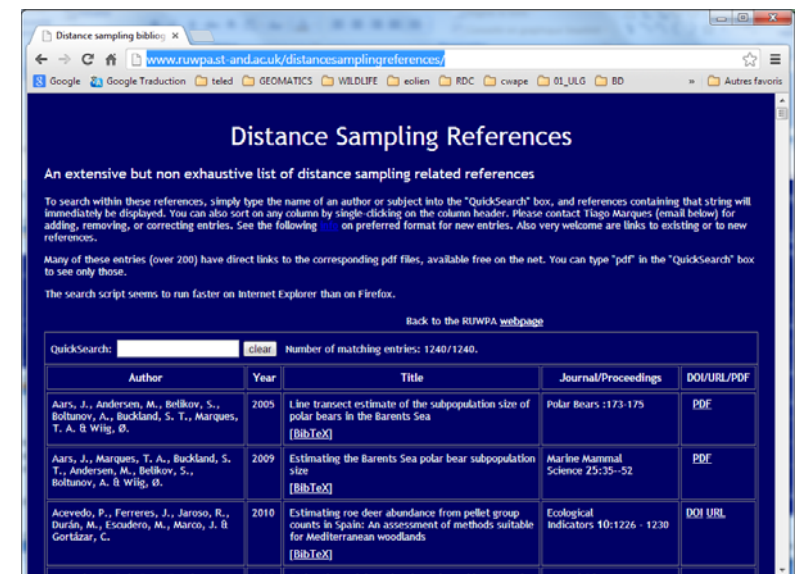 Distance sampling bibliog
www.ruwpa.st-and.ac.uk/distancesamplingreferences/
Google Google Traduction teled GEOMATICS WILDLIFE eolien RDC cwape 01_ULG BD » Autres favoris
Distance Sampling References
An extensive but non exhaustive list of distance sampling related references
To search within these references, simply type the name of an author or subject into the "QuickSearch" box, and references containing that string will
immediately be displayed. You can also sort on any column by single-clicking on the column header. Please contact Tiago Marques (email below) for
adding, removing, or correcting entries. See the following info on preferred format for new entries. Also very welcome are links to existing or to new
references.
Many of these entries (over 200) have direct links to the corresponding pdf files, available free on the net. You can type "pdf" in the "QuickSearch" box
to see only those.
The search script seems to run faster on Internet Explorer than on Firefox.
Back to the RUWPA webpage
QuickSearch: clear Number of matching entries: 1240/1240.
Author Year Title Journal/Proceedings DOI/URL/PDF
Aars, J., Andersen, M., Belikov, S., 2005 Line transect estimate of the subpopulation size of Polar Bears :173-175 PDF
Boltunov, A., Buckland, S. T., Marques, polar bears in the Barents Sea
T. A. & Wiig, Ø.
[BibTeX]
Aars, J., Marques, T. A., Buckland, S. 2009 Estimating the Barents Sea polar bear subpopulation Marine Mammal PDF
T., Andersen, M., Belikov, S., size Science 25:35--52
Boltunov, A. & Wiig, Ø.
[BibTeX]
Acevedo, P., Ferreres, J., Jaroso, R., 2010 Estimating roe deer abundance from pellet group Ecological DOI URL
Durán, M., Escudero, M., Marco, J. & counts in Spain: An assessment of methods suitable Indicators 10:1226 - 1230
Gortázar, C. for Mediterranean woodlands
[BibTeX]